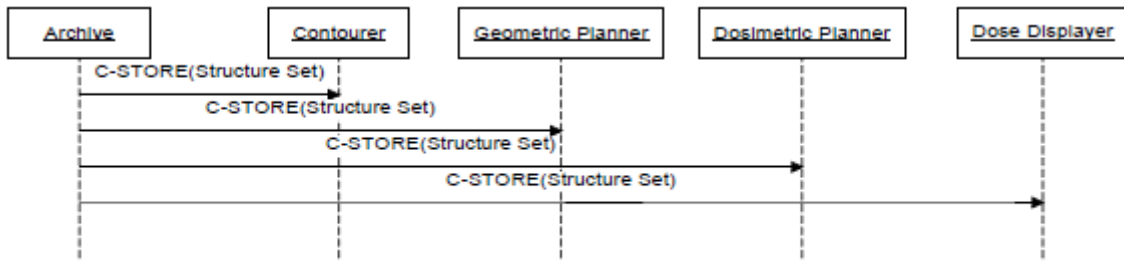 Archive
Contourer
Geometric Planner
Dosimetric Planner
Dose Displayer
C-STORE(Structure Set)
C-STORE(Structure Set)
C-STORE(Structure Set)
C-STORE(Structure Set)